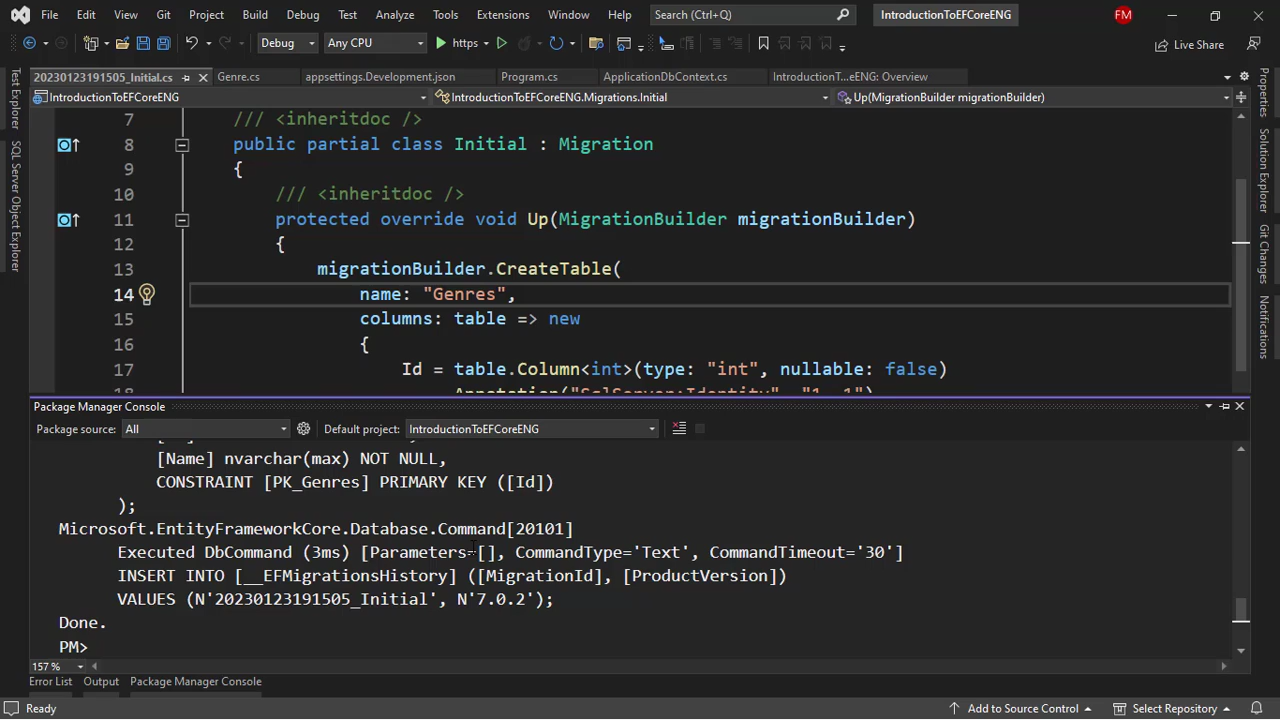 File Edit View Git Project Build Debug Test Analyze Tools Extensions Window Help Search (Ctrl+Q) IntroductionToEFCoreENG FM
Debug Any CPU https Live Share
20230123191505_Initial.cs Genre.cs appsettings.Development.json Program.cs ApplicationDbContext.cs IntroductionT...eENG: Overview
IntroductionToEFCoreENG IntroductionToEFCoreENG.Migrations.Initial Up(MigrationBuilder migrationBuilder)
Test Explorer
SQL Server Object Explorer
7 /// <inheritdoc />
8 public partial class Initial : Migration
9 {
10 /// <inheritdoc />
11 protected override void Up(MigrationBuilder migrationBuilder)
12 {
13 migrationBuilder.CreateTable(
14 name: "Genres",
15 columns: table => new
16 {
17 Id = table.Column<int>(type: "int", nullable: false)
18 .Annotation("SqlServer:Identity", "1, 1")
Properties
Solution Explorer
Git Changes
Notifications
Package Manager Console
Package source: All Default project: IntroductionToEFCoreENG
[Name] nvarchar(max) NOT NULL,
CONSTRAINT [PK_Genres] PRIMARY KEY ([Id])
);
Microsoft.EntityFrameworkCore.Database.Command[20101]
Executed DbCommand (3ms) [Parameters=[], CommandType='Text', CommandTimeout='30']
INSERT INTO [__EFMigrationsHistory] ([MigrationId], [ProductVersion])
VALUES (N'20230123191505_Initial', N'7.0.2');
Done.
PM>
157 %
Error List Output Package Manager Console
Ready Add to Source Control Select Repository